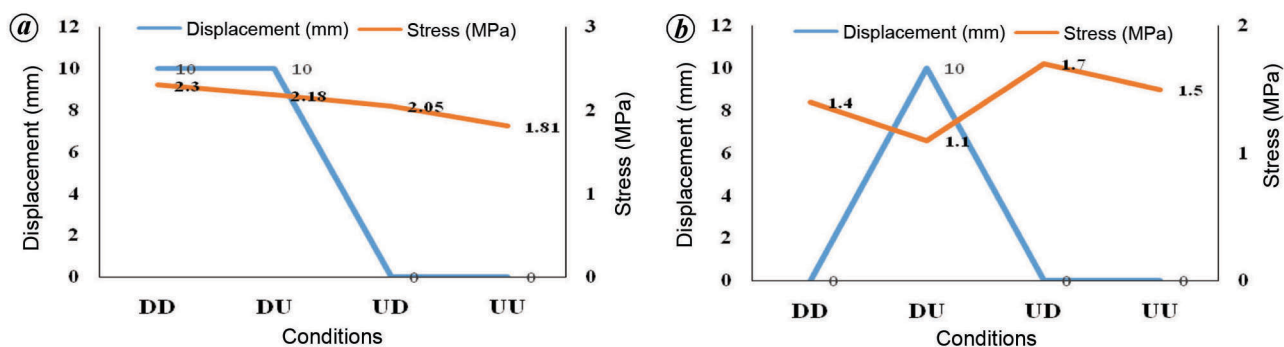 a
Displacement (mm)
Stress (MPa)
12
10
8
6
4
2
0
Displacement (mm)
3
2
1
0
Stress (MPa)
10
10
0
0
2.3
2.18
2.05
1.81
DD DU UD UU
Conditions
b
Displacement (mm)
Stress (MPa)
12
10
8
6
4
2
0
Displacement (mm)
2
1
0
Stress (MPa)
0
10
0
0
1.4
1.1
1.7
1.5
DD DU UD UU
Conditions